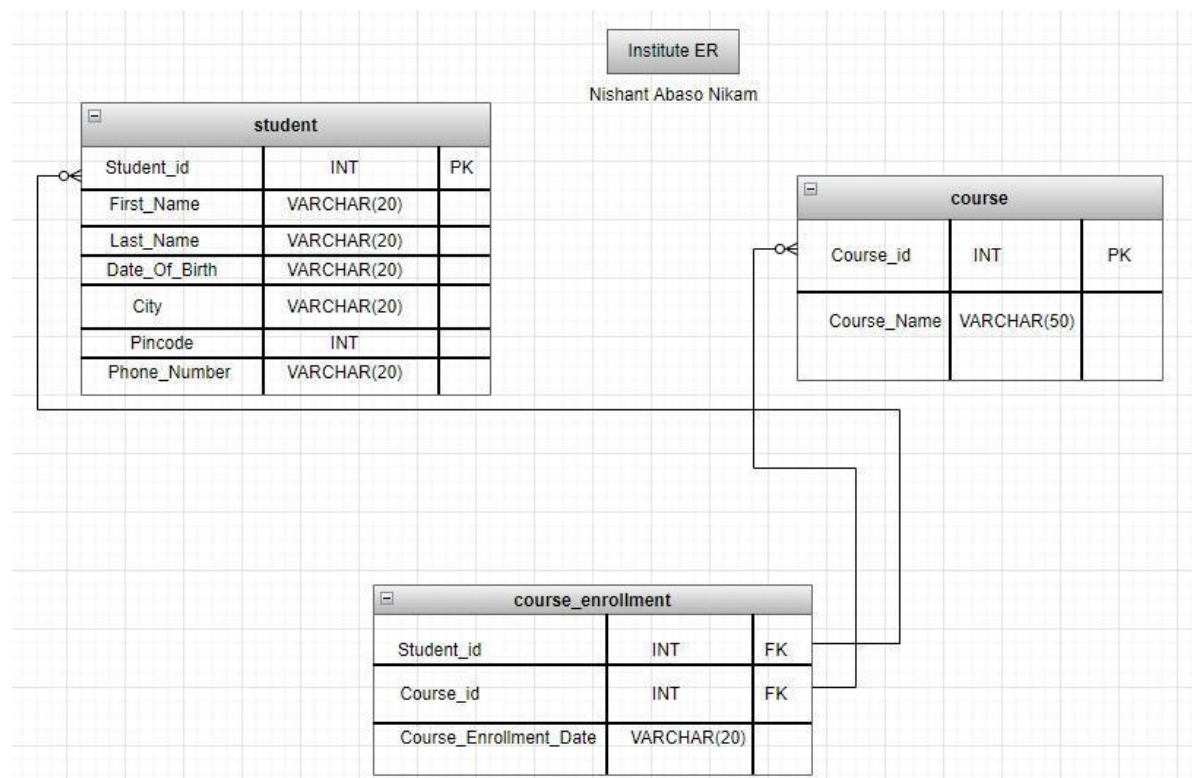 Institute ER
Nishant Abaso Nikam
student
Student_id INT PK
First_Name VARCHAR(20)
Last_Name VARCHAR(20)
Date_Of_Birth VARCHAR(20)
City VARCHAR(20)
Pincode INT
Phone_Number VARCHAR(20)
course
Course_id INT PK
Course_Name VARCHAR(50)
course_enrollment
Student_id INT FK
Course_id INT FK
Course_Enrollment_Date VARCHAR(20)